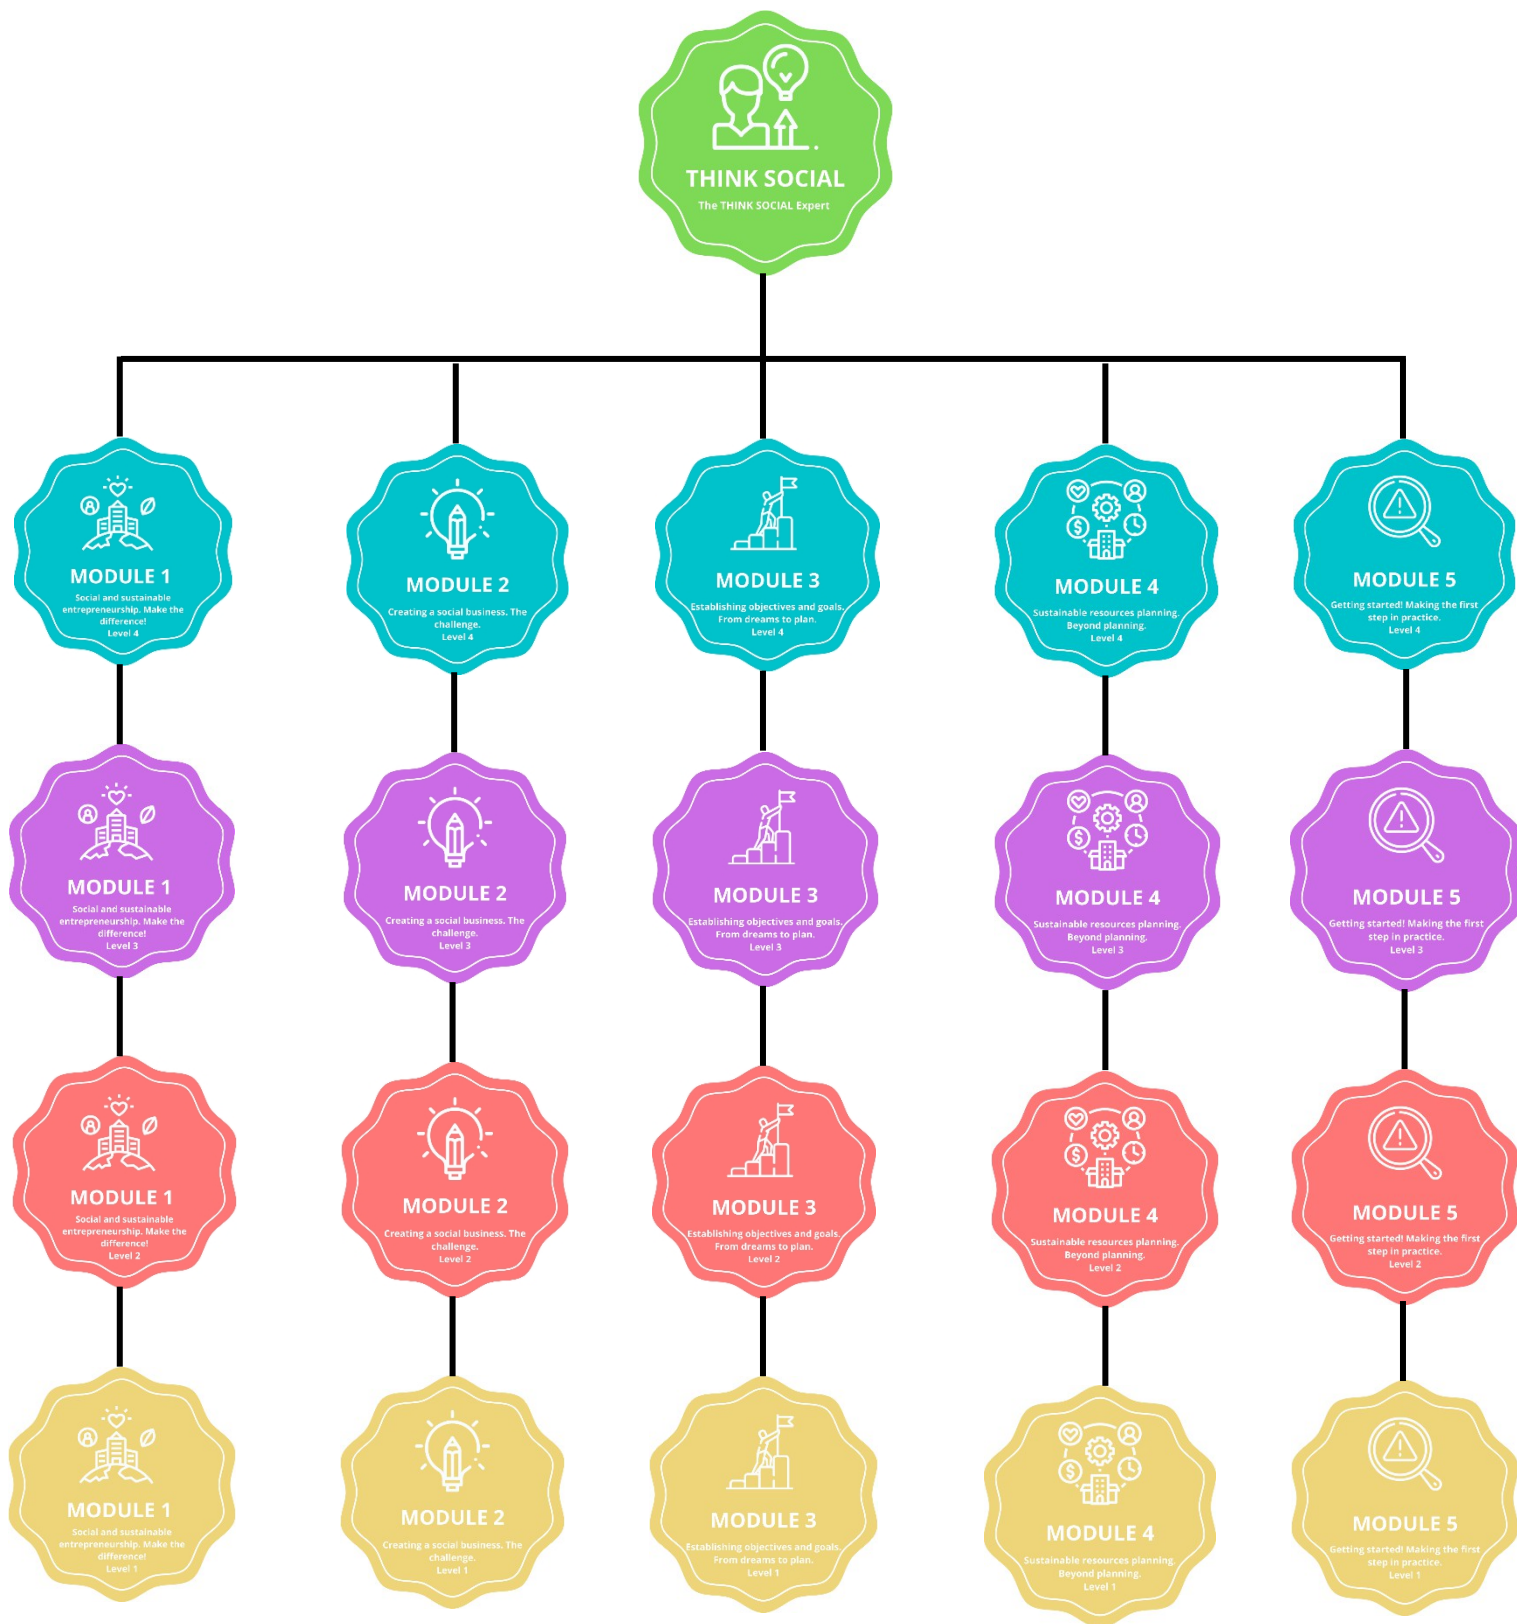 THINK SOCIAL
The THINK SOCIAL Expert
MODULE 1
Social and sustainable
entrepreneurship. Make the
difference!
Level 4
MODULE 2
Creating a social business. The
challenge.
Level 4
MODULE 3
Establishing objectives and goals.
From dreams to plan.
Level 4
MODULE 4
Sustainable resources planning.
Beyond planning.
Level 4
MODULE 5
Getting started! Making the first
step in practice.
Level 4
MODULE 1
Social and sustainable
entrepreneurship. Make the
difference!
Level 3
MODULE 2
Creating a social business. The
challenge.
Level 3
MODULE 3
Establishing objectives and goals.
From dreams to plan.
Level 3
MODULE 4
Sustainable resources planning.
Beyond planning.
Level 3
MODULE 5
Getting started! Making the first
step in practice.
Level 3
MODULE 1
Social and sustainable
entrepreneurship. Make the
difference!
Level 2
MODULE 2
Creating a social business. The
challenge.
Level 2
MODULE 3
Establishing objectives and goals.
From dreams to plan.
Level 2
MODULE 4
Sustainable resources planning.
Beyond planning.
Level 2
MODULE 5
Getting started! Making the first
step in practice.
Level 2
MODULE 1
Social and sustainable
entrepreneurship. Make the
difference!
Level 1
MODULE 2
Creating a social business. The
challenge.
Level 1
MODULE 3
Establishing objectives and goals.
From dreams to plan.
Level 1
MODULE 4
Sustainable resources planning.
Beyond planning.
Level 1
MODULE 5
Getting started! Making the first
step in practice.
Level 1